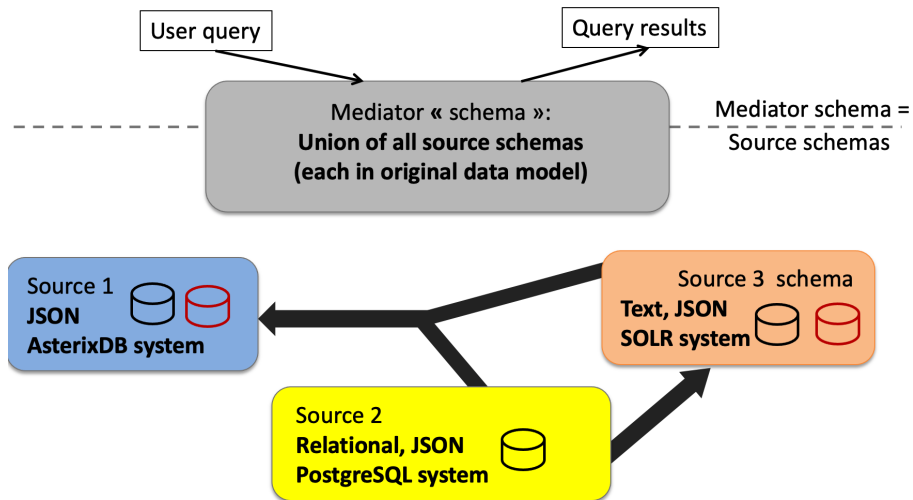 User query
Query results
Mediator « schema »:
Union of all source schemas
(each in original data model)
Mediator schema =
Source schemas
Source 1
JSON
AsterixDB system
Source 3 schema
Text, JSON
SOLR system
Source 2
Relational, JSON
PostgreSQL system